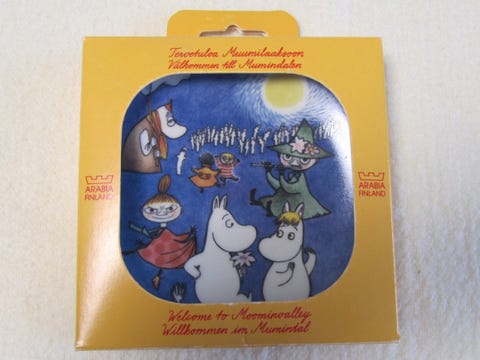 Tervetuloa Muumilaaksoon
Välkommen till Mumindalen
ARABIA
FINLAND
ARABIA
FINLAND
Welcome to Moominvalley
Willkommen im Mumintal